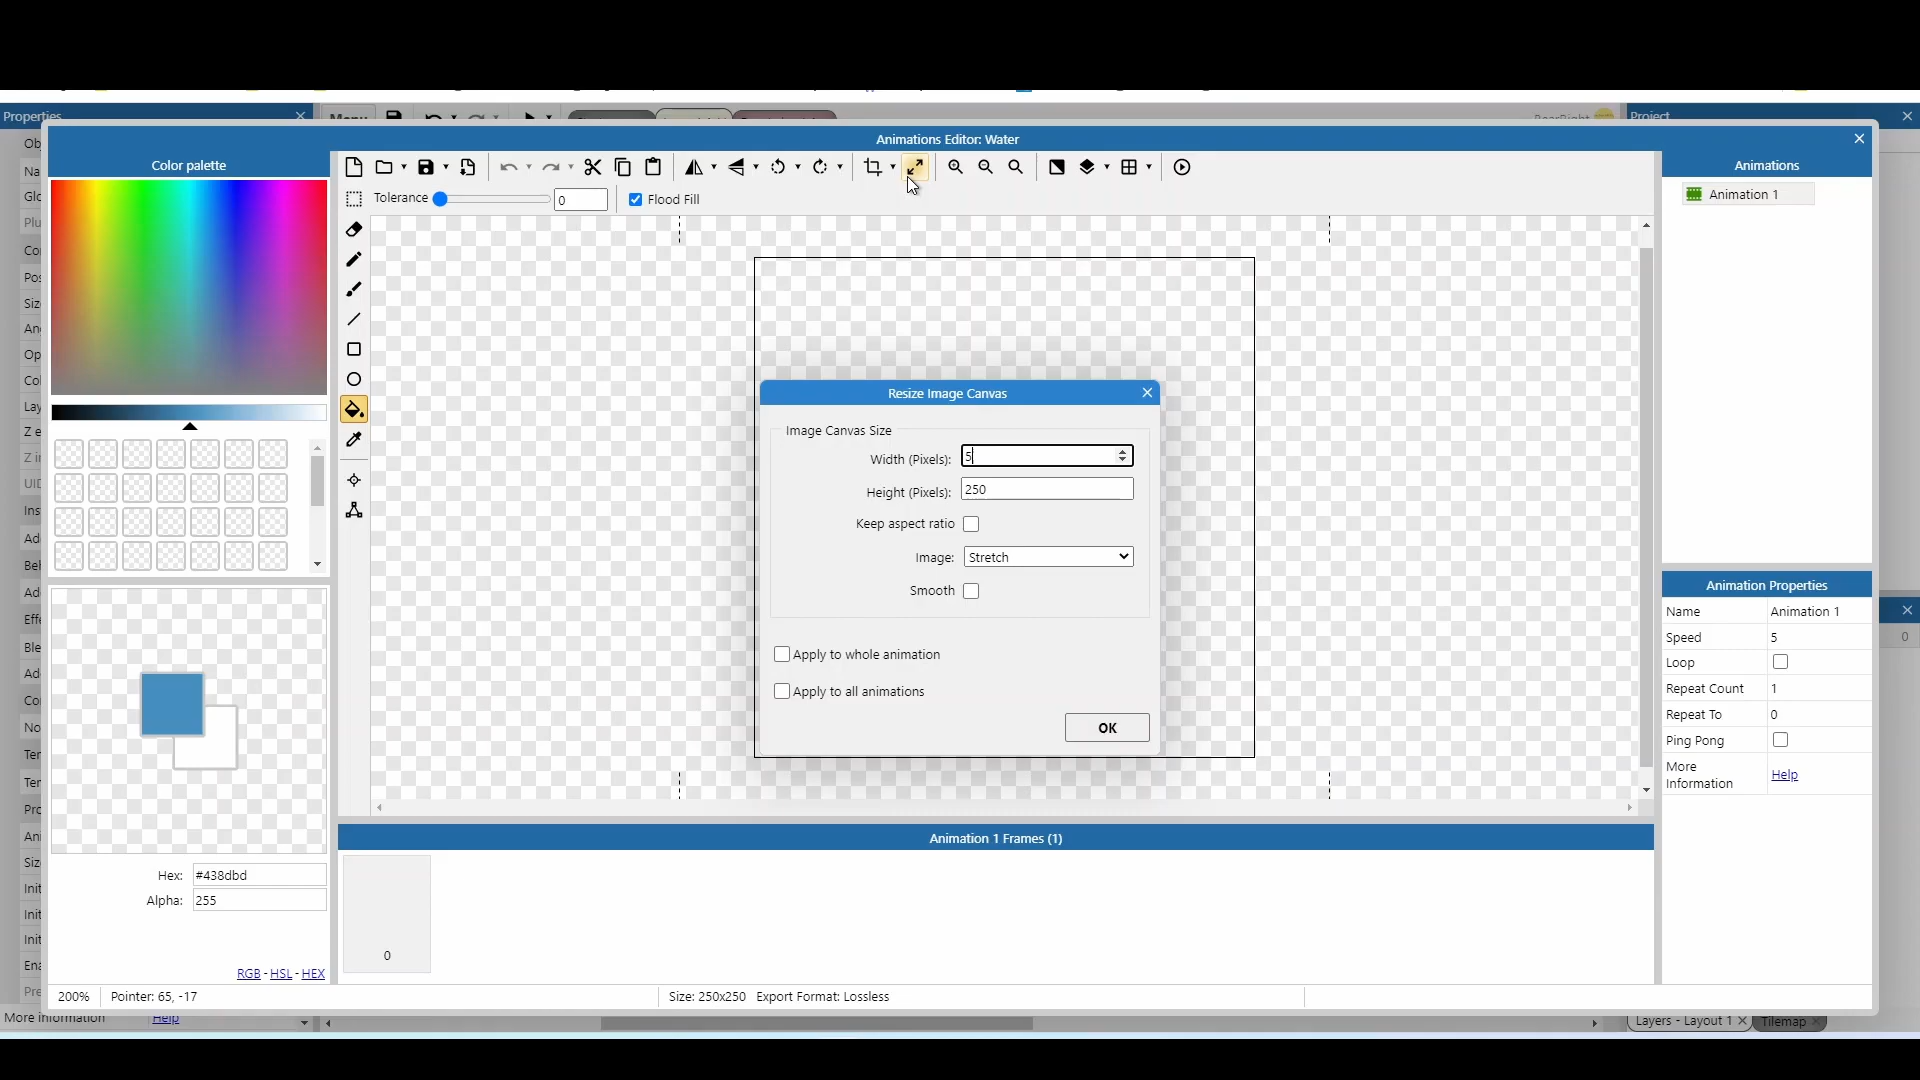 Properties
Project
Animations Editor: Water
Color palette
Animations
Tolerance 0
Flood Fill
Animation 1
Resize Image Canvas
Image Canvas Size
Width (Pixels): 5
Height (Pixels): 250
Keep aspect ratio
Image: Stretch
Smooth
Apply to whole animation
Apply to all animations
OK
Animation Properties
Name Animation 1
Speed 5
Loop
Repeat Count 1
Repeat To 0
Ping Pong
More
Information Help
0
Animation 1 Frames (1)
0
Hex: #438dbd
Alpha: 255
RGB - HSL - HEX
200% Pointer: 65, -17
Size: 250x250 Export Format: Lossless
More information Help
Layers - Layout 1
Tilemap